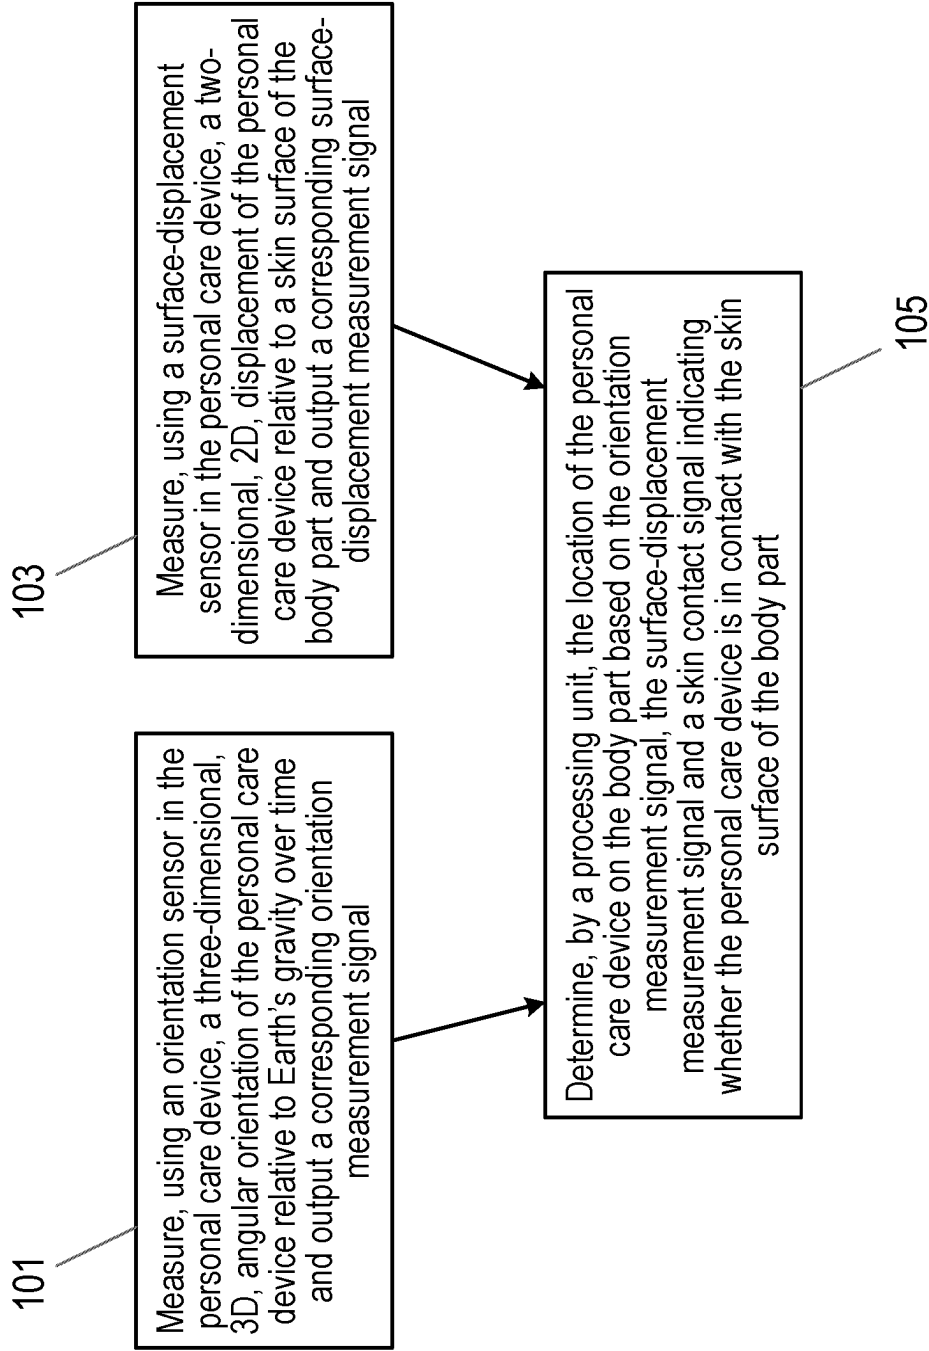 101
Measure, using an orientation sensor in the
personal care device, a three-dimensional,
3D, angular orientation of the personal care
device relative to Earth's gravity over time
and output a corresponding orientation
measurement signal
103
Measure, using a surface-displacement
sensor in the personal care device, a two-
dimensional, 2D, displacement of the personal
care device relative to a skin surface of the
body part and output a corresponding surface-
displacement measurement signal
Determine, by a processing unit, the location of the personal
care device on the body part based on the orientation
measurement signal, the surface-displacement
measurement signal and a skin contact signal indicating
whether the personal care device is in contact with the skin
surface of the body part
105